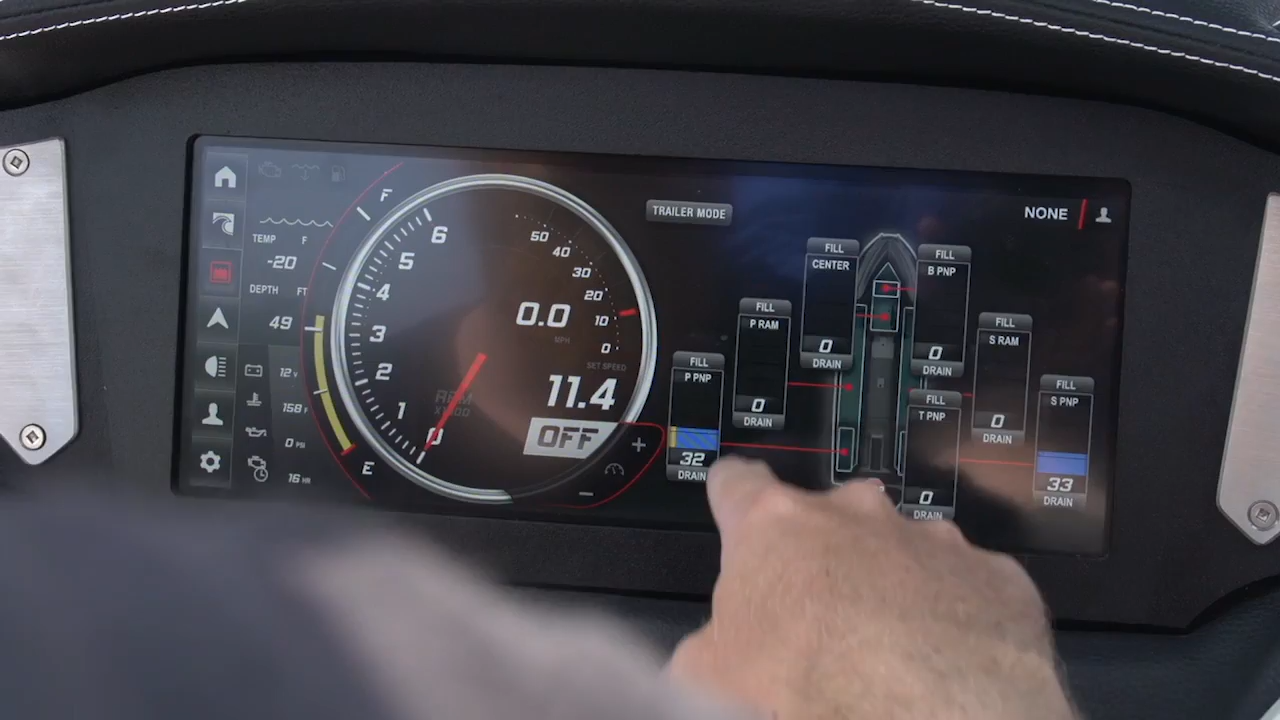 TEMP F
-20
DEPTH FT
49
12 V
158 F
0 PSI
16 HR
F
E
6
5
4
3
2
1
0
RPM
X1000
50
40
30
20
10
0
0.0
MPH
SET SPEED
11.4
OFF
+
−
TRAILER MODE
NONE
FILL
P PNP
32
DRAIN
FILL
P RAM
0
DRAIN
FILL
CENTER
0
DRAIN
FILL
B PNP
0
DRAIN
FILL
T PNP
0
DRAIN
FILL
S RAM
0
DRAIN
FILL
S PNP
33
DRAIN